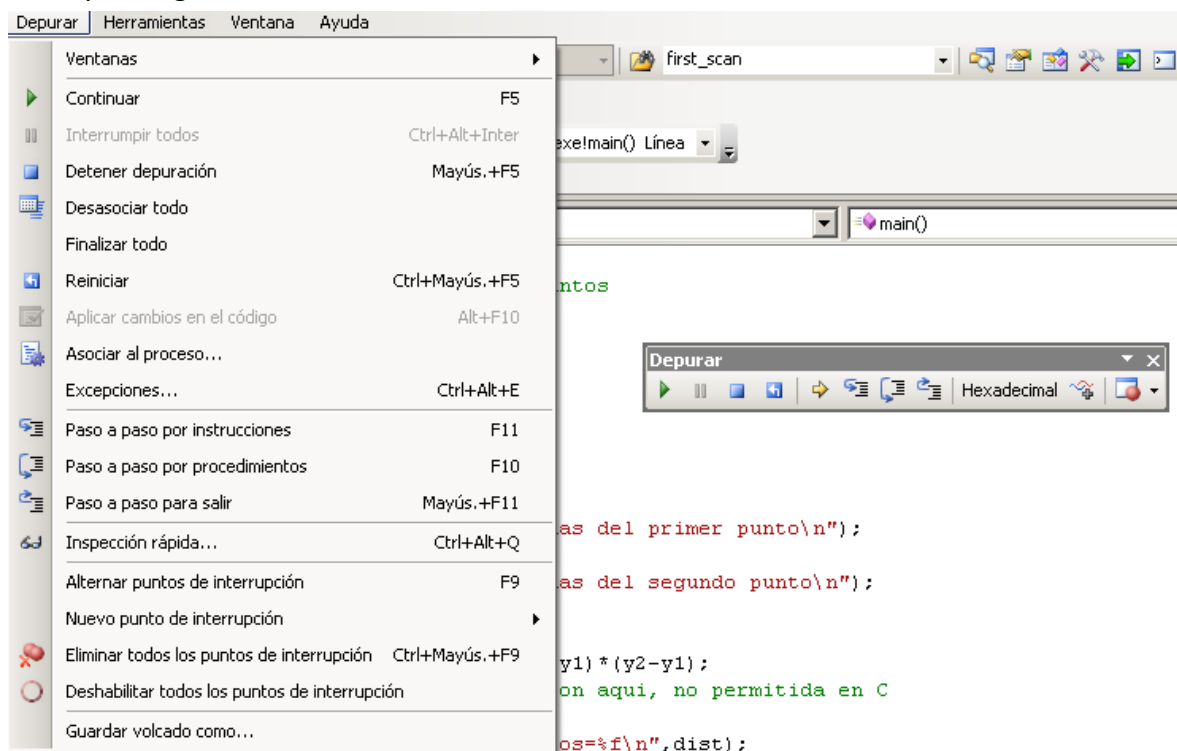 Depurar Herramientas Ventana Ayuda
Ventanas
first_scan
Continuar F5
Interrumpir todos Ctrl+Alt+Inter
exe!main() Línea
Detener depuración Mayús.+F5
Desasociar todo
main()
Finalizar todo
Reiniciar Ctrl+Mayús.+F5
ntos
Aplicar cambios en el código Alt+F10
Asociar al proceso...
Depurar
Excepciones... Ctrl+Alt+E
Hexadecimal
Paso a paso por instrucciones F11
Paso a paso por procedimientos F10
Paso a paso para salir Mayús.+F11
as del primer punto\n");
Inspección rápida... Ctrl+Alt+Q
Alternar puntos de interrupción F9
as del segundo punto\n");
Nuevo punto de interrupción
Eliminar todos los puntos de interrupción Ctrl+Mayús.+F9
y1)*(y2-y1);
Deshabilitar todos los puntos de interrupción
on aqui, no permitida en C
Guardar volcado como...
os=%f\n",dist);